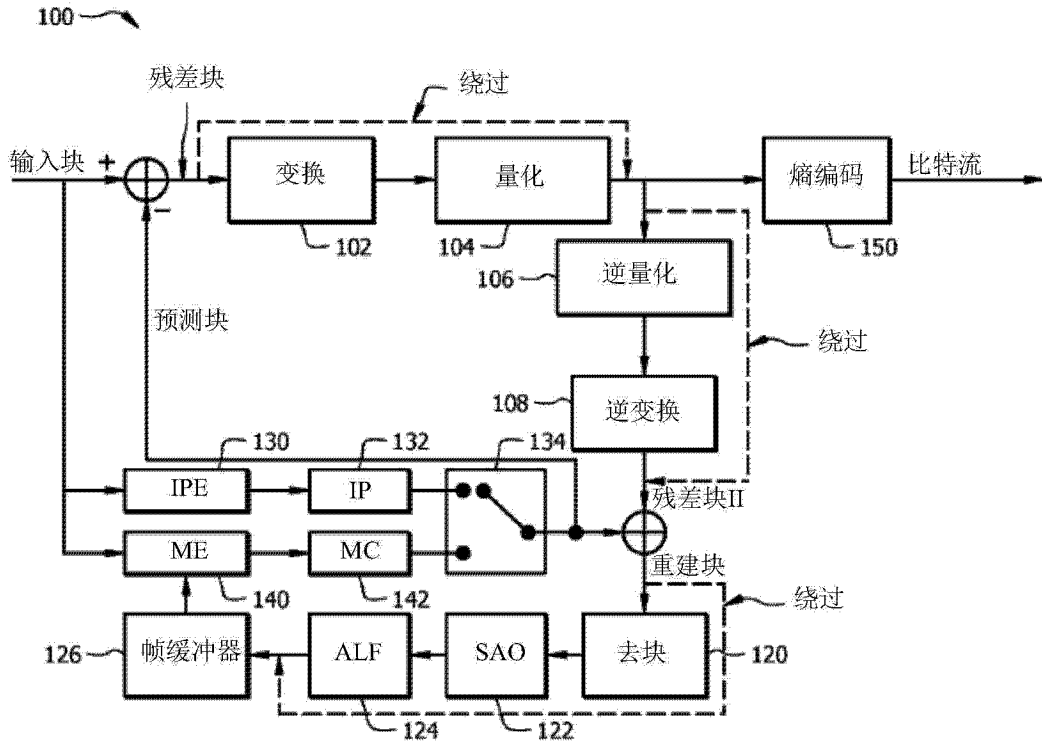 100
残差块
绕过
输入块
+
变换
量化
熵编码
比特流
−
102
104
150
106
逆量化
预测块
绕过
108
逆变换
130
132
134
IPE
IP
残差块II
ME
MC
重建块
140
142
绕过
126
帧缓冲器
ALF
SAO
去块
120
124
122